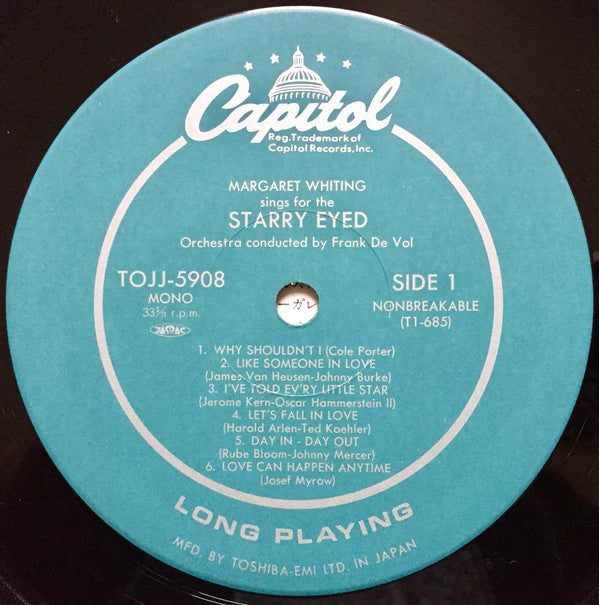 Capitol
Reg. Trademark of
Capitol Records, Inc.
MARGARET WHITING
sings for the
STARRY EYED
Orchestra conducted by Frank De Vol
TOJJ-5908
MONO
33⅓ r.p.m.
JASRAC
SIDE 1
NONBREAKABLE
(T1-685)
ーガレ
1. WHY SHOULDN'T I (Cole Porter)
2. LIKE SOMEONE IN LOVE
(James Van Heusen-Johnny Burke)
3. I'VE TOLD EV'RY LITTLE STAR
(Jerome Kern-Oscar Hammerstein II)
4. LET'S FALL IN LOVE
(Harold Arlen-Ted Koehler)
5. DAY IN - DAY OUT
(Rube Bloom-Johnny Mercer)
6. LOVE CAN HAPPEN ANYTIME
(Josef Myrow)
LONG PLAYING
MFD. BY TOSHIBA-EMI LTD. IN JAPAN